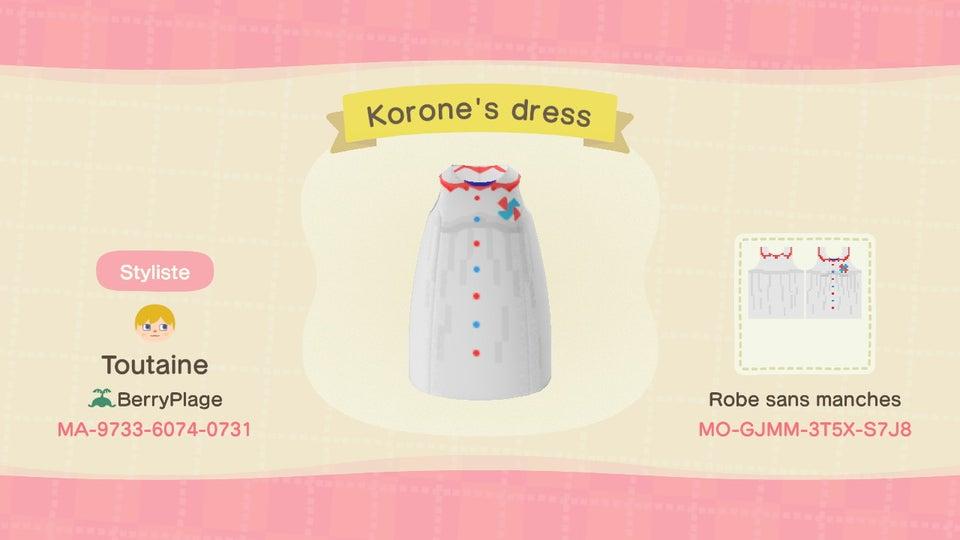 Korone's dress
Styliste
Toutaine
BerryPlage
MA-9733-6074-0731
Robe sans manches
MO-GJMM-3T5X-S7J8